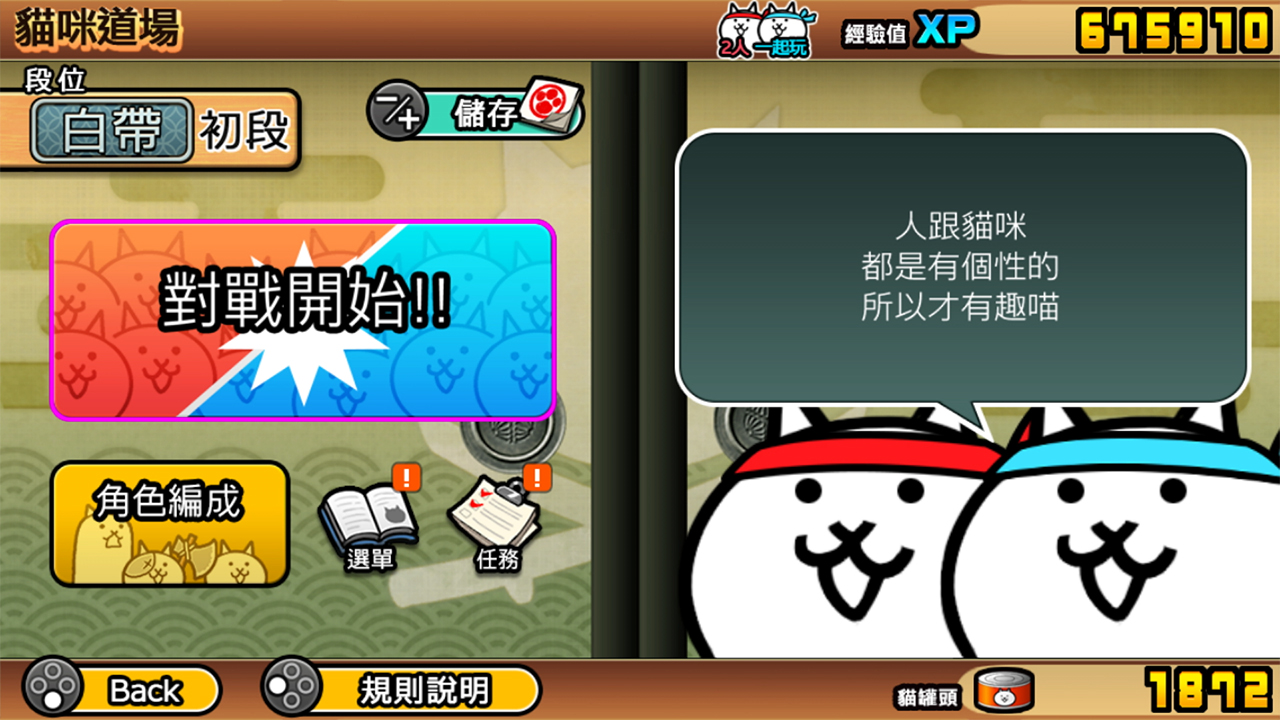 貓咪道場
2人一起玩
經驗值 XP 675910
段位
白帶 初段
-/+ 儲存
人跟貓咪
都是有個性的
所以才有趣喵
對戰開始!!
角色編成
!
選單
!
任務
Back
規則說明
貓罐頭 1872